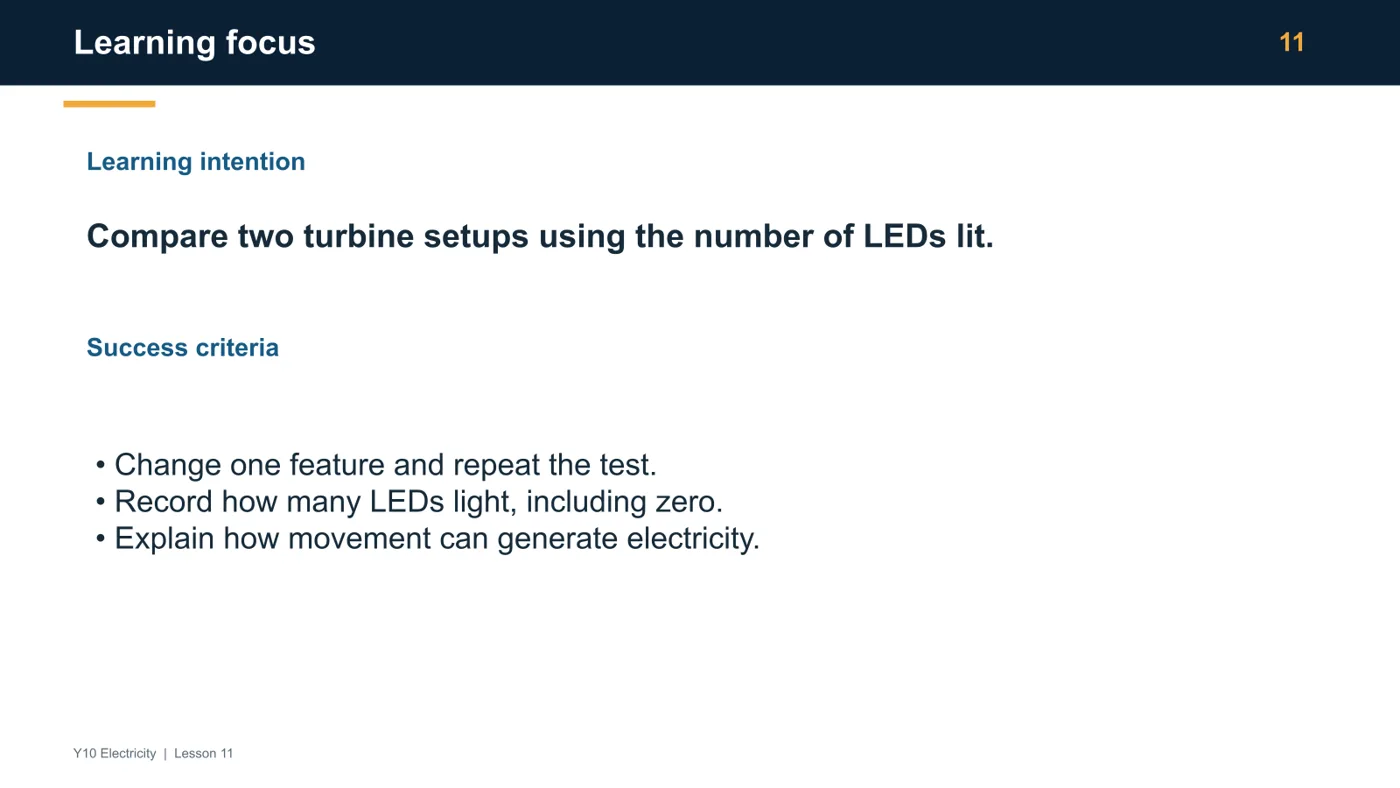 Learning focus
11
Learning intention
Compare two turbine setups using the number of LEDs lit.
Success criteria
• Change one feature and repeat the test.
• Record how many LEDs light, including zero.
• Explain how movement can generate electricity.
Y10 Electricity | Lesson 11